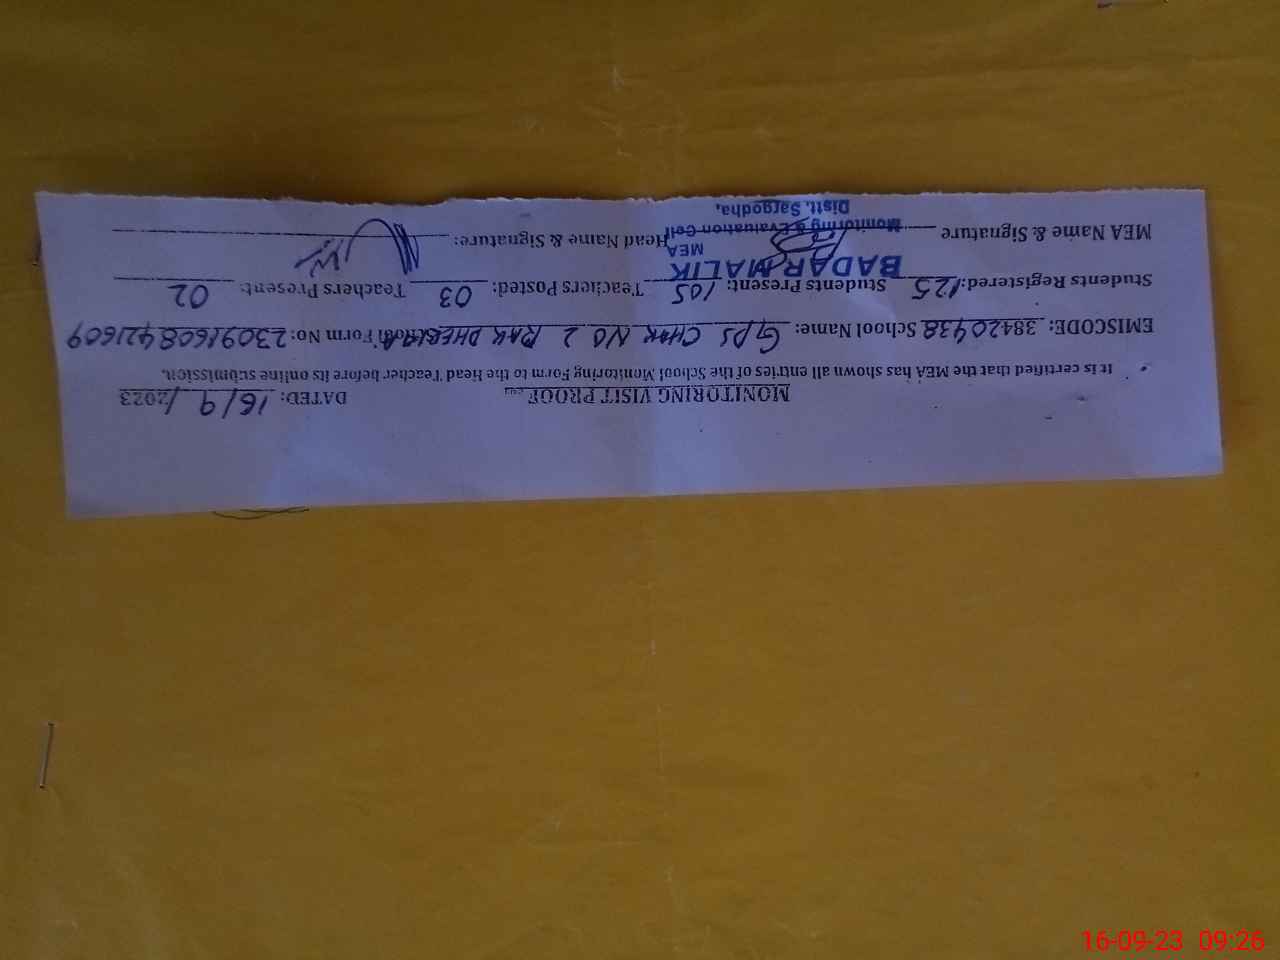 MONITORING VISIT PROOF DATED: 16/9/2023
It is certified that the MEA has shown all entries of the School Monitoring Form to the Head Teacher before its online submission.
EMISCODE: 38420438 School Name: GPS CHAK NO 2 RAK DHERIMA School Form No: 23091608421609
Students Registered: 125 Students Present: 105 Teachers Posted: 03 Teachers Present: 02
BADAR MALIK
MEA
MEA Name & Signature Head Name & Signature:
Monitoring & Evaluation Cell
Distt. Sargodha,
16-09-23 09:26